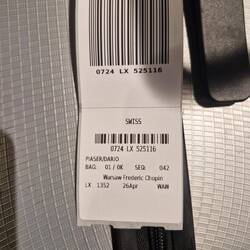 0724 LX 525116
SWISS
0724 LX 525116
PIASER/DARIO
BAG: 01 / 0K SEQ: 042
Warsaw Frederic Chopin
LX 1352 26Apr WAW